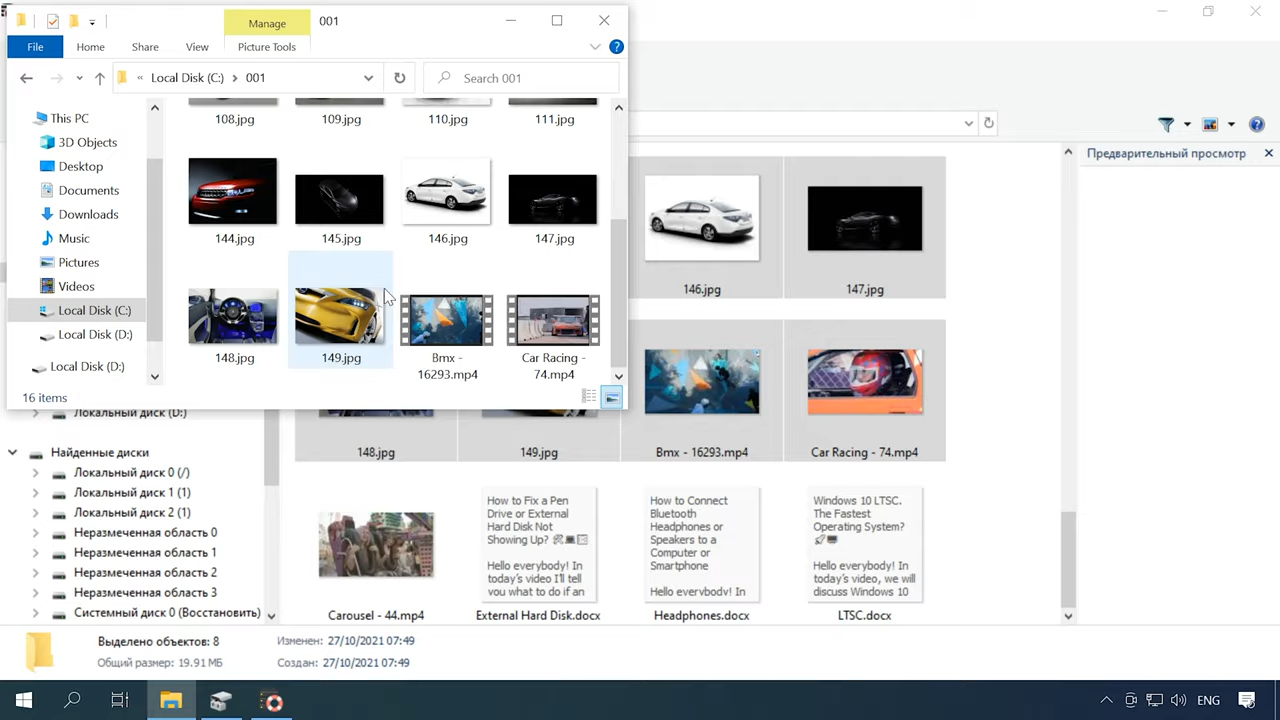 Manage
001
File
Home
Share
View
Picture Tools
?
« Local Disk (C:) > 001
Search 001
This PC
3D Objects
Desktop
Documents
Downloads
Music
Pictures
Videos
Local Disk (C:)
Local Disk (D:)
Local Disk (D:)
108.jpg
109.jpg
110.jpg
111.jpg
144.jpg
145.jpg
146.jpg
147.jpg
148.jpg
149.jpg
Bmx -
16293.mp4
Car Racing -
74.mp4
16 items
?
Предварительный просмотр
146.jpg
147.jpg
148.jpg
149.jpg
Bmx - 16293.mp4
Car Racing - 74.mp4
Локальный диск (D:)
Найденные диски
Локальный диск 0 (/)
Локальный диск 1 (1)
Локальный диск 2 (1)
Неразмеченная область 0
Неразмеченная область 1
Неразмеченная область 2
Неразмеченная область 3
Системный диск 0 (Восстановить)
Carousel - 44.mp4
How to Fix a Pen
Drive or External
Hard Disk Not
Showing Up?
Hello everybody! In
today's video I'll tell
you what to do if an
External Hard Disk.docx
How to Connect
Bluetooth
Headphones or
Speakers to a
Computer or
Smartphone
Hello everybody! In
Headphones.docx
Windows 10
LTSC.
The Fastest
Operating System?
Hello everybody! In
today's video, we will
discuss Windows 10
LTSC.docx
Выделено объектов: 8
Общий размер: 19.91 МБ
Изменен: 27/10/2021 07:49
Создан: 27/10/2021 07:49
ENG